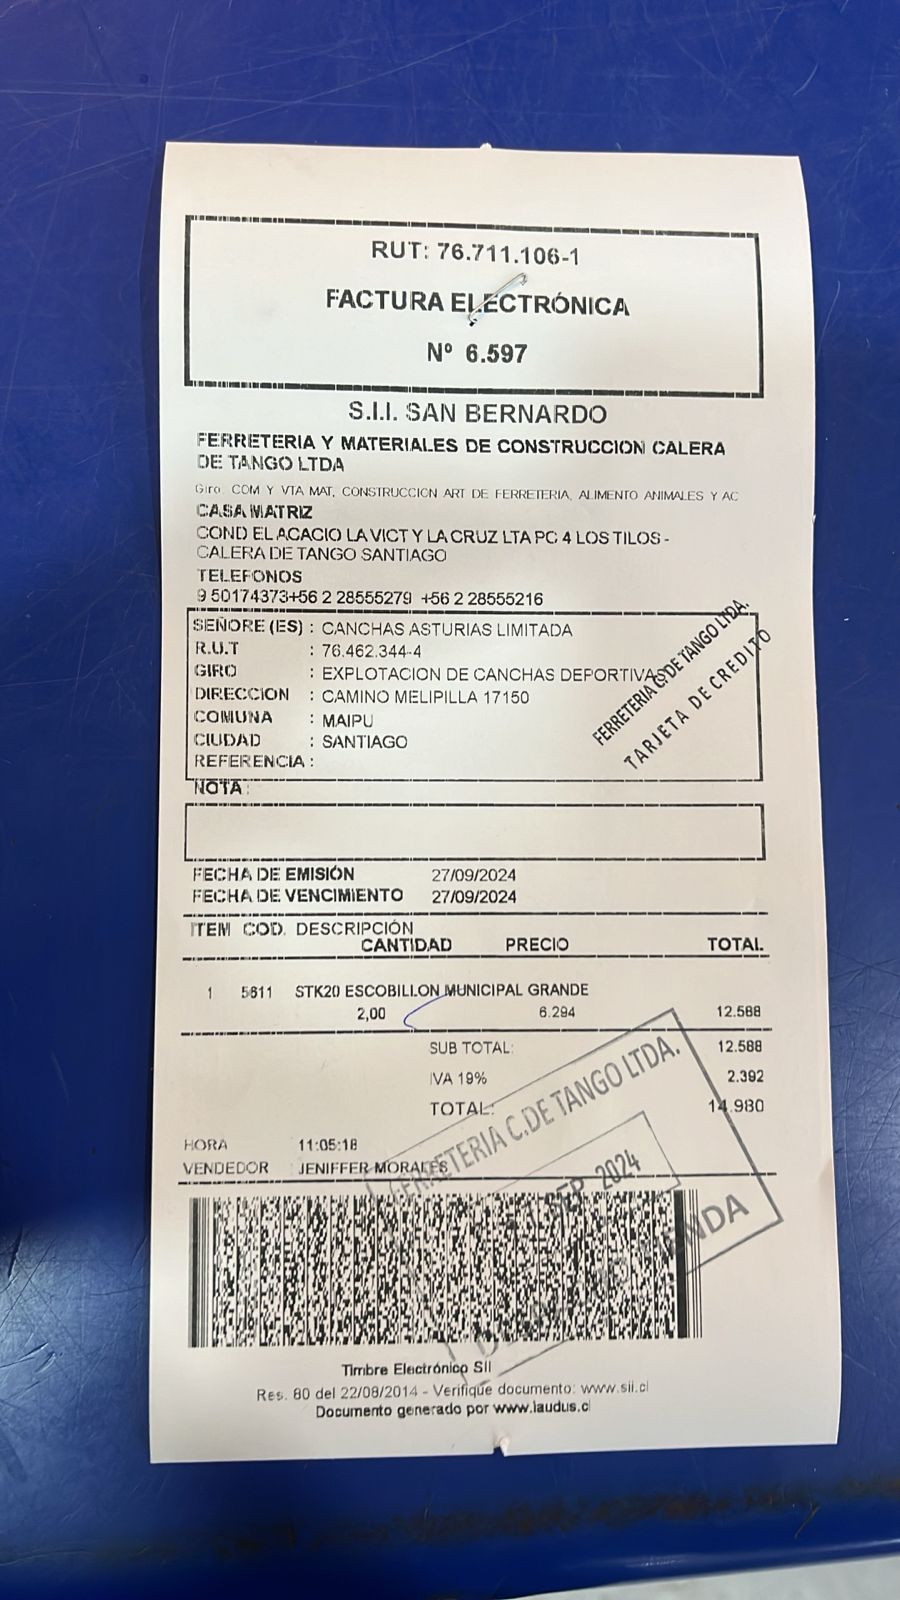 RUT: 76.711.106-1
FACTURA ELECTRÓNICA
Nº 6.597
S.I.I. SAN BERNARDO
FERRETERIA Y MATERIALES DE CONSTRUCCION CALERA
DE TANGO LTDA
Giro: COM Y VTA MAT, CONSTRUCCION ART DE FERRETERIA, ALIMENTO ANIMALES Y AC
CASA MATRIZ
COND EL ACACIO LA VICT Y LA CRUZ LTA PC 4 LOS TILOS -
CALERA DE TANGO SANTIAGO
TELEFONOS
9 50174373+56 2 28555279 +56 2 28555216
SEÑORE (ES) : CANCHAS ASTURIAS LIMITADA
R.U.T : 76.462.344-4
GIRO : EXPLOTACION DE CANCHAS DEPORTIVAS
DIRECCION : CAMINO MELIPILLA 17150
COMUNA : MAIPU
CIUDAD : SANTIAGO
REFERENCIA :
FERRETERIA C. DE TANGO LTDA.
TARJETA DE CREDITO
NOTA :
FECHA DE EMISIÓN 27/09/2024
FECHA DE VENCIMIENTO 27/09/2024
ITEM COD. DESCRIPCIÓN
CANTIDAD PRECIO TOTAL
1 5611 STK20 ESCOBILLON MUNICIPAL GRANDE
2,00 6.294 12.588
SUB TOTAL: 12.588
IVA 19% 2.392
TOTAL: 14.980
HORA 11:05:18
VENDEDOR JENIFFER MORALES
FERRETERIA C. DE TANGO LTDA.
SEP 2024
Timbre Electrónico SII
Res. 80 del 22/08/2014 - Verifique documento: www.sii.cl
Documento generado por www.laudus.cl